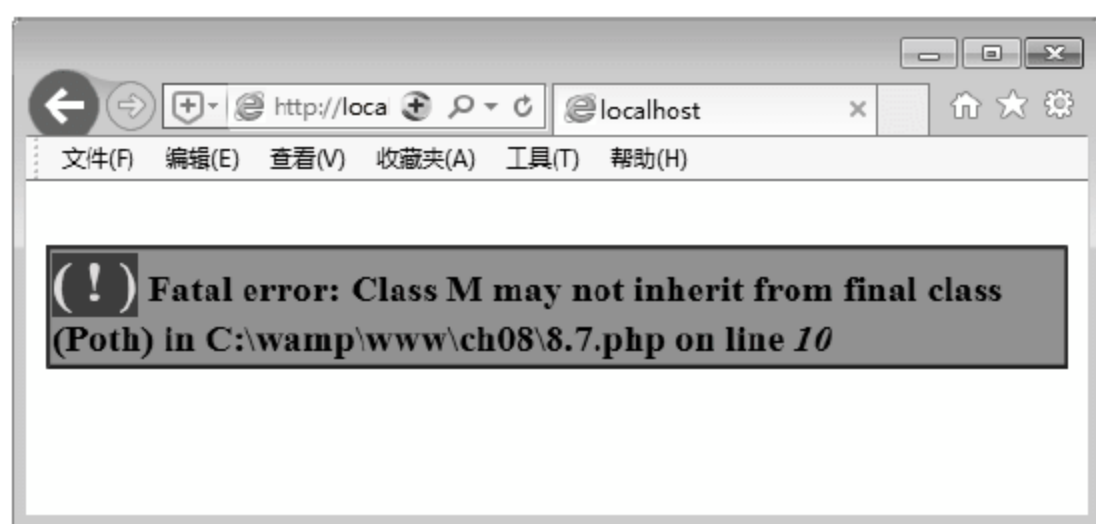 http://loca
localhost
文件(F) 编辑(E) 查看(V) 收藏夹(A) 工具(T) 帮助(H)
( ! ) Fatal error: Class M may not inherit from final class
(Poth) in C:\wamp\www\ch08\8.7.php on line 10